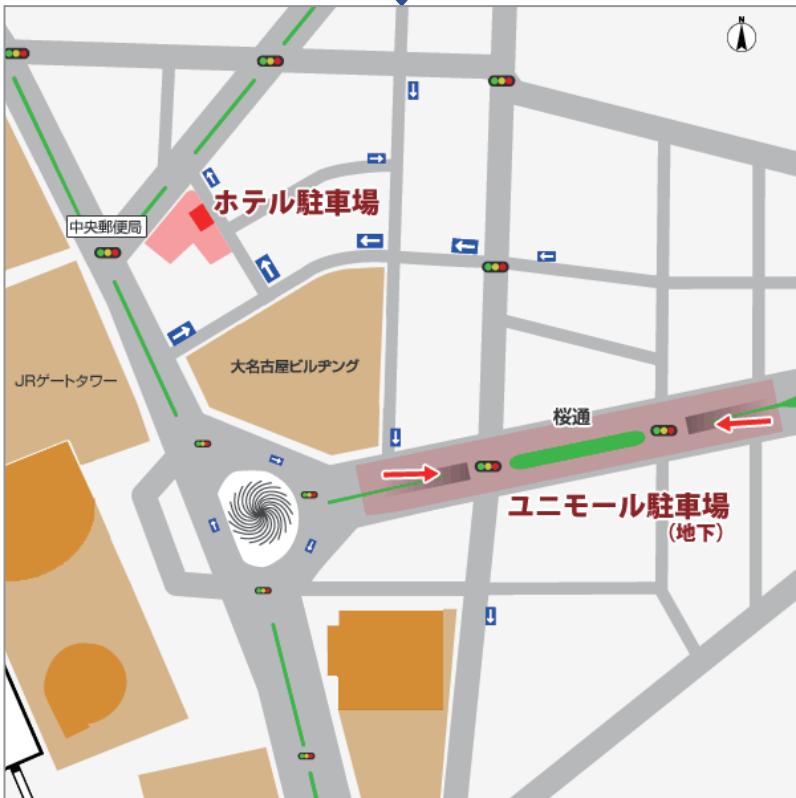 N
ホテル駐車場
中央郵便局
大名古屋ビルヂング
JRゲートタワー
桜通
ユニモール駐車場
(地下)